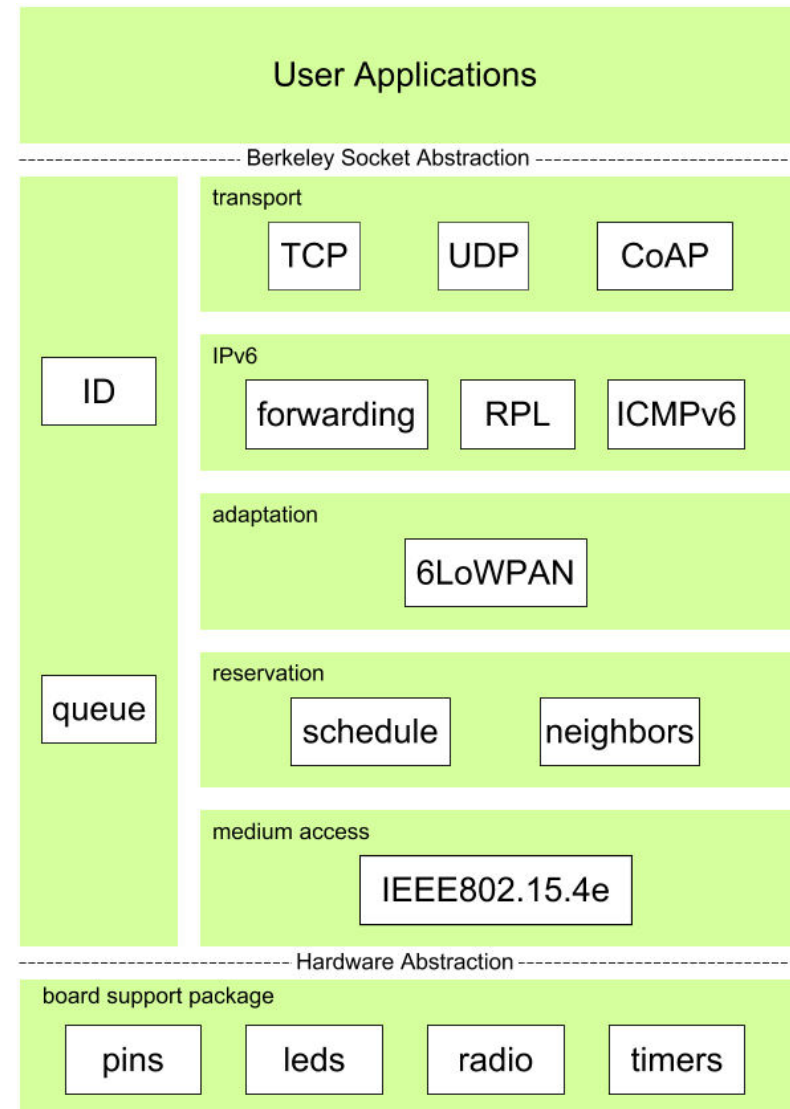 User Applications
Berkeley Socket Abstraction
transport
TCP UDP CoAP
IPv6
ID
forwarding RPL ICMPv6
adaptation
6LoWPAN
reservation
queue
schedule neighbors
medium access
IEEE802.15.4e
Hardware Abstraction
board support package
pins leds radio timers